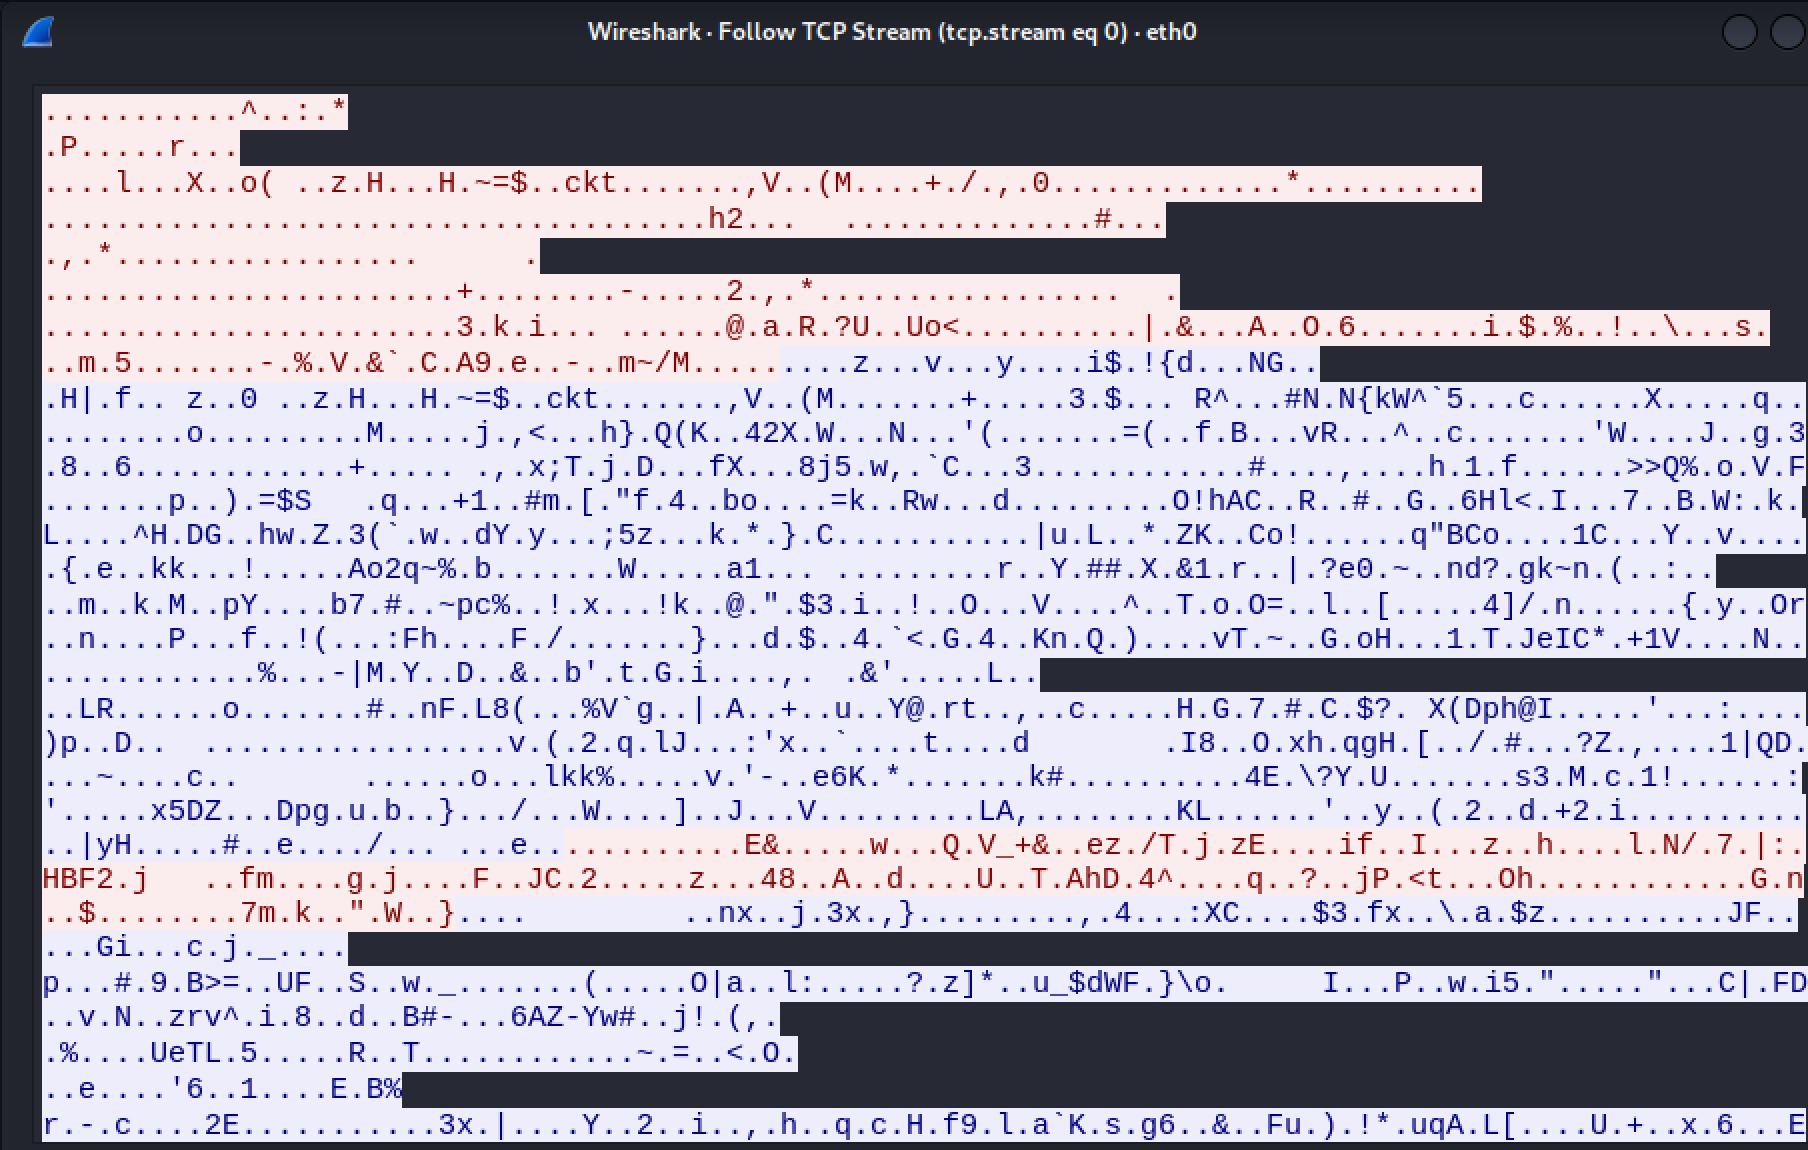 Wireshark · Follow TCP Stream (tcp.stream eq 0) · eth0
...........^..:.*
.P.....r...
....l...X..o( ..z.H...H.~=$..ckt.......,V..(M....+./.,.0.............*..........
.....................................h2...   ..............#...
.,.*.................      .
.......................+........-.....2.,.*.................   .
.......................3.k.i... ......@.a.R.?U..Uo<..........|.&...A..O.6.......i.$.%..!..\...s.
..m.5.......-.%.V.&`.C.A9.e..-..m~/M.........z...v...y....i$.!{d...NG..
.H|.f.. z..0 ..z.H...H.~=$..ckt.......,V..(M.......+.....3.$... R^...#N.N{kW^`5...c......X.....q..
........o.........M.....j.,<...h}.Q(K..42X.W...N...'(.......=(..f.B...vR...^..c.......'W....J..g.3
.8..6............+..... .,.x;T.j.D...fX...8j5.w,.`C...3............#....,....h.1.f......>>Q%.o.V.F
.......p..).=$S   .q...+1..#m.[."f.4..bo....=k..Rw...d.........O!hAC..R..#..G..6Hl<.I...7..B.W:.k.
L....^H.DG..hw.Z.3(`.w..dY.y...;5z...k.*.}.C...........|u.L..*.ZK..Co!......q"BCo....1C...Y..v....
.{.e..kk...!.....Ao2q~%.b.......W.....a1... .........r..Y.##.X.&1.r..|.?e0.~..nd?.gk~n.(..:..
..m..k.M..pY....b7.#..~pc%..!.x...!k..@.".$3.i..!..O...V....^..T.o.O=..l..[.....4]/.n......{.y..Or
..n....P...f..!(...:Fh....F./.......}...d.$..4.`<.G.4..Kn.Q.)....vT.~..G.oH...1.T.JeIC*.+1V....N..
............%...-|M.Y..D..&..b'.t.G.i....,.  .&'.....L..
..LR......o.......#..nF.L8(...%V`g..|.A..+..u..Y@.rt..,..c.....H.G.7.#.C.$?. X(Dph@I.....'...:....
)p..D..  .................v.(.2.q.lJ...:'x..`....t....d       .I8..O.xh.qgH.[../.#...?Z.,....1|QD.
...~....c..       ......o...lkk%.....v.'-..e6K.*.......k#..........4E.\?Y.U.......s3.M.c.1!......:
'.....x5DZ...Dpg.u.b..}.../...W....]..J...V.........LA,........KL......'..y..(.2..d.+2.i..........
..|yH.....#..e..../... ...e............E&.....w...Q.V_+&..ez./T.j.zE....if..I...z..h....l.N/.7.|:.
HBF2.j   ..fm....g.j....F..JC.2.....z...48..A..d....U..T.AhD.4^....q..?..jP.<t...Oh............G.n
..$........7m.k..".W..}....         ..nx..j.3x.,}.........,.4...:XC....$3.fx..\.a.$z..........JF..
...Gi...c.j._....
p...#.9.B>=..UF..S..w._.......(.....O|a..l:.....?.z]*..u_$dWF.}\o.     I...P..w.i5."....."...C|.FD
..v.N..zrv^.i.8..d..B#-...6AZ-Yw#..j!.(,.
.%....UeTL.5.....R..T............~.=..<.O.
..e....'6..1....E.B%
r.-.c....2E...........3x.|....Y..2..i..,.h..q.c.H.f9.l.a`K.s.g6..&..Fu.).!*.uqA.L[....U.+..x.6...E